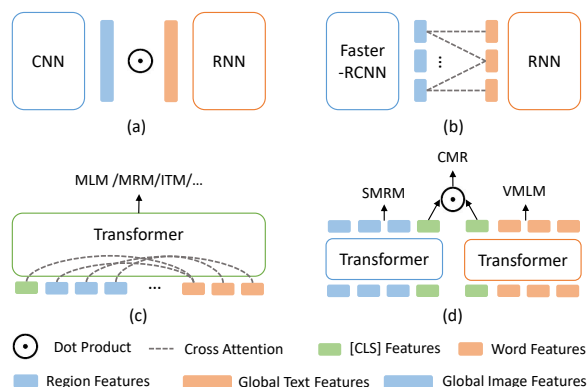 CNN
RNN
(a)
Faster
-RCNN
⋮
RNN
(b)
MLM /MRM/ITM/...
Transformer
...
(c)
CMR
SMRM
VMLM
Transformer
Transformer
(d)
Dot Product
Cross Attention
[CLS] Features
Word Features
Region Features
Global Text Features
Global Image Features